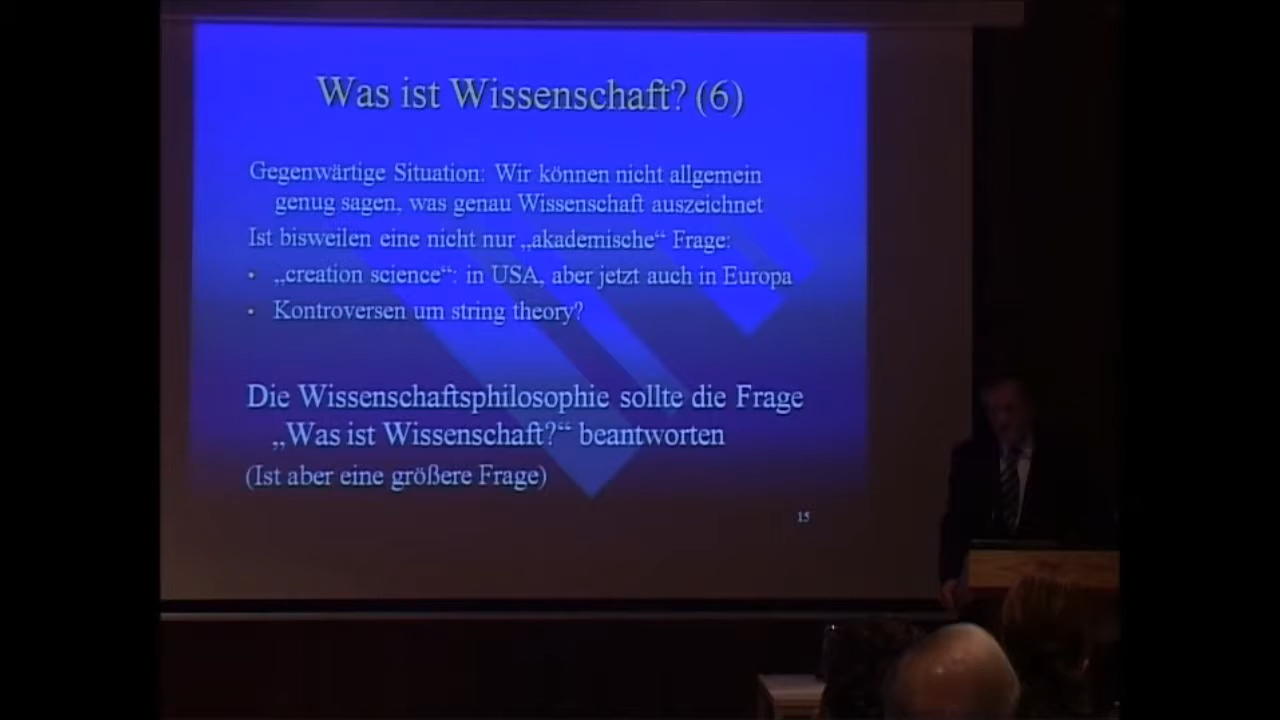 Was ist Wissenschaft? (6)
Gegenwärtige Situation: Wir können nicht allgemein
genug sagen, was genau Wissenschaft auszeichnet
Ist bisweilen eine nicht nur „akademische“ Frage:
• „creation science“: in USA, aber jetzt auch in Europa
• Kontroversen um string theory?
Die Wissenschaftsphilosophie sollte die Frage
„Was ist Wissenschaft?“ beantworten
(Ist aber eine größere Frage)
15